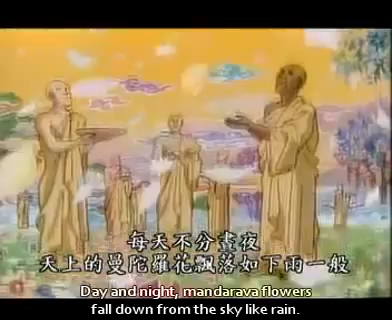 每天不分晝夜
天上的曼陀羅花飄落如下雨一般
Day and night, mandarava flowers
fall down from the sky like rain.